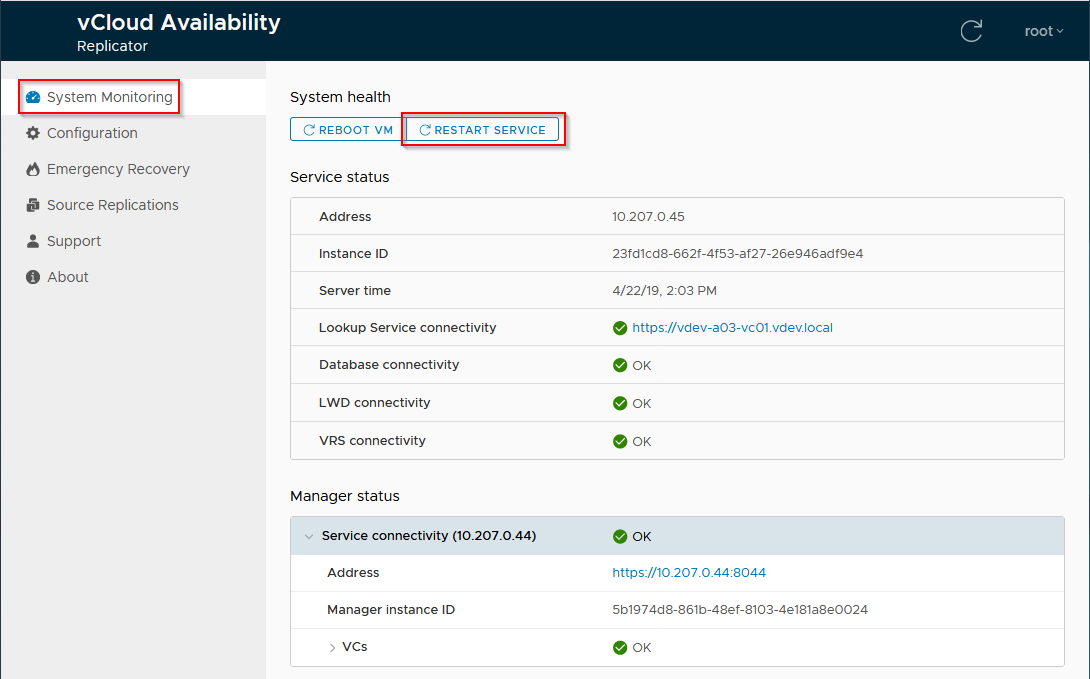 vCloud Availability
Replicator
root
System Monitoring
Configuration
Emergency Recovery
Source Replications
Support
About
System health
REBOOT VM RESTART SERVICE
Service status
Address 10.207.0.45
Instance ID 23fd1cd8-662f-4f53-af27-26e946adf9e4
Server time 4/22/19, 2:03 PM
Lookup Service connectivity https://vdev-a03-vc01.vdev.local
Database connectivity OK
LWD connectivity OK
VRS connectivity OK
Manager status
Service connectivity (10.207.0.44) OK
Address https://10.207.0.44:8044
Manager instance ID 5b1974d8-861b-48ef-8103-4e181a8e0024
VCs OK